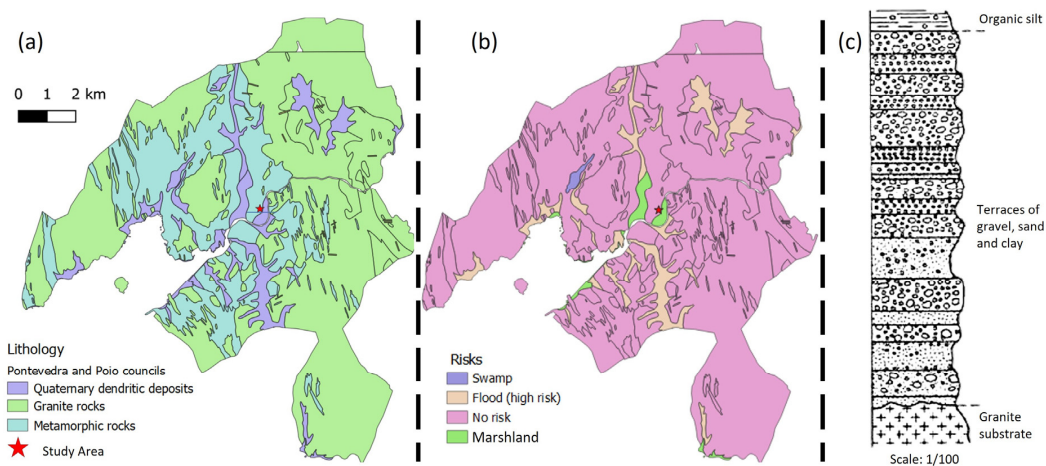 (a)
0 1 2 km
Lithology
Pontevedra and Poio councils
Quaternary dendritic deposits
Granite rocks
Metamorphic rocks
Study Area
(b)
Risks
Swamp
Flood (high risk)
No risk
Marshland
(c)
Organic silt
Terraces of
gravel, sand
and clay
Granite
substrate
Scale: 1/100